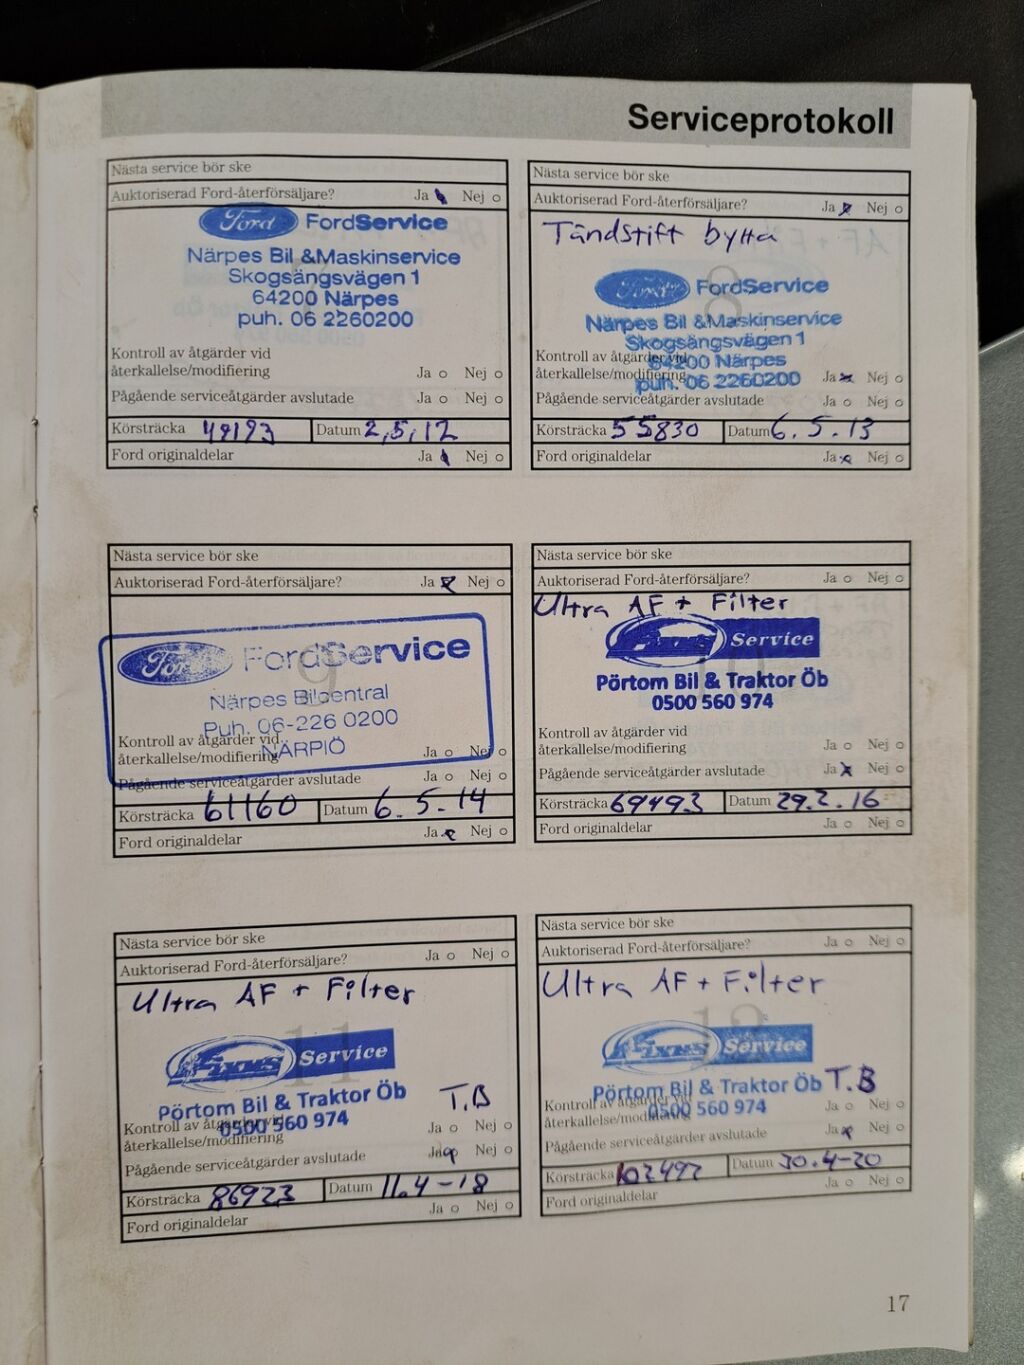 Serviceprotokoll
Nästa service bör ske
Auktoriserad Ford-återförsäljare? Ja Nej
Ford FordService
Närpes Bil & Maskinservice
Skogsängsvägen 1
64200 Närpes
puh. 06 2260200
Kontroll av åtgärder vid
återkallelse/modifiering Ja Nej
Pågående serviceåtgärder avslutade Ja Nej
Körsträcka 49193 Datum 2,5,12
Ford originaldelar Ja Nej
Nästa service bör ske
Auktoriserad Ford-återförsäljare? Ja Nej
Tändstift bytta
8
Ford FordService
Närpes Bil & Maskinservice
Skogsängsvägen 1
64200 Närpes
puh. 06 2260200
Kontroll av åtgärder vid
återkallelse/modifiering Ja Nej
Pågående serviceåtgärder avslutade Ja Nej
Körsträcka 55830 Datum 6.5.13
Ford originaldelar Ja Nej
Nästa service bör ske
Auktoriserad Ford-återförsäljare? Ja Nej
9
Ford FordService
Närpes Bilcentral
Puh. 06-226 0200
NÄRPIÖ
Kontroll av åtgärder vid
återkallelse/modifiering Ja Nej
Pågående serviceåtgärder avslutade Ja Nej
Körsträcka 61160 Datum 6.5.14
Ford originaldelar Ja Nej
Nästa service bör ske
Auktoriserad Ford-återförsäljare? Ja Nej
Ultra AF + Filter
Fixus Service
Pörtom Bil & Traktor Öb
0500 560 974
Kontroll av åtgärder vid
återkallelse/modifiering Ja Nej
Pågående serviceåtgärder avslutade Ja Nej
Körsträcka 69493 Datum 29.2.16
Ford originaldelar Ja Nej
Nästa service bör ske
Auktoriserad Ford-återförsäljare? Ja Nej
Ultra AF + Filter
11
Fixus Service
Pörtom Bil & Traktor Öb
0500 560 974
T.B
Kontroll av åtgärder vid
återkallelse/modifiering Ja Nej
Pågående serviceåtgärder avslutade Ja Nej
Körsträcka 86923 Datum 11.4-18
Ford originaldelar Ja Nej
Nästa service bör ske
Auktoriserad Ford-återförsäljare? Ja Nej
Ultra AF + Filter
12
Fixus Service
Pörtom Bil & Traktor Öb
0500 560 974
T.B
Kontroll av åtgärder vid
återkallelse/modifiering Ja Nej
Pågående serviceåtgärder avslutade Ja Nej
Körsträcka 102492 Datum 30.4-20
Ford originaldelar Ja Nej
17